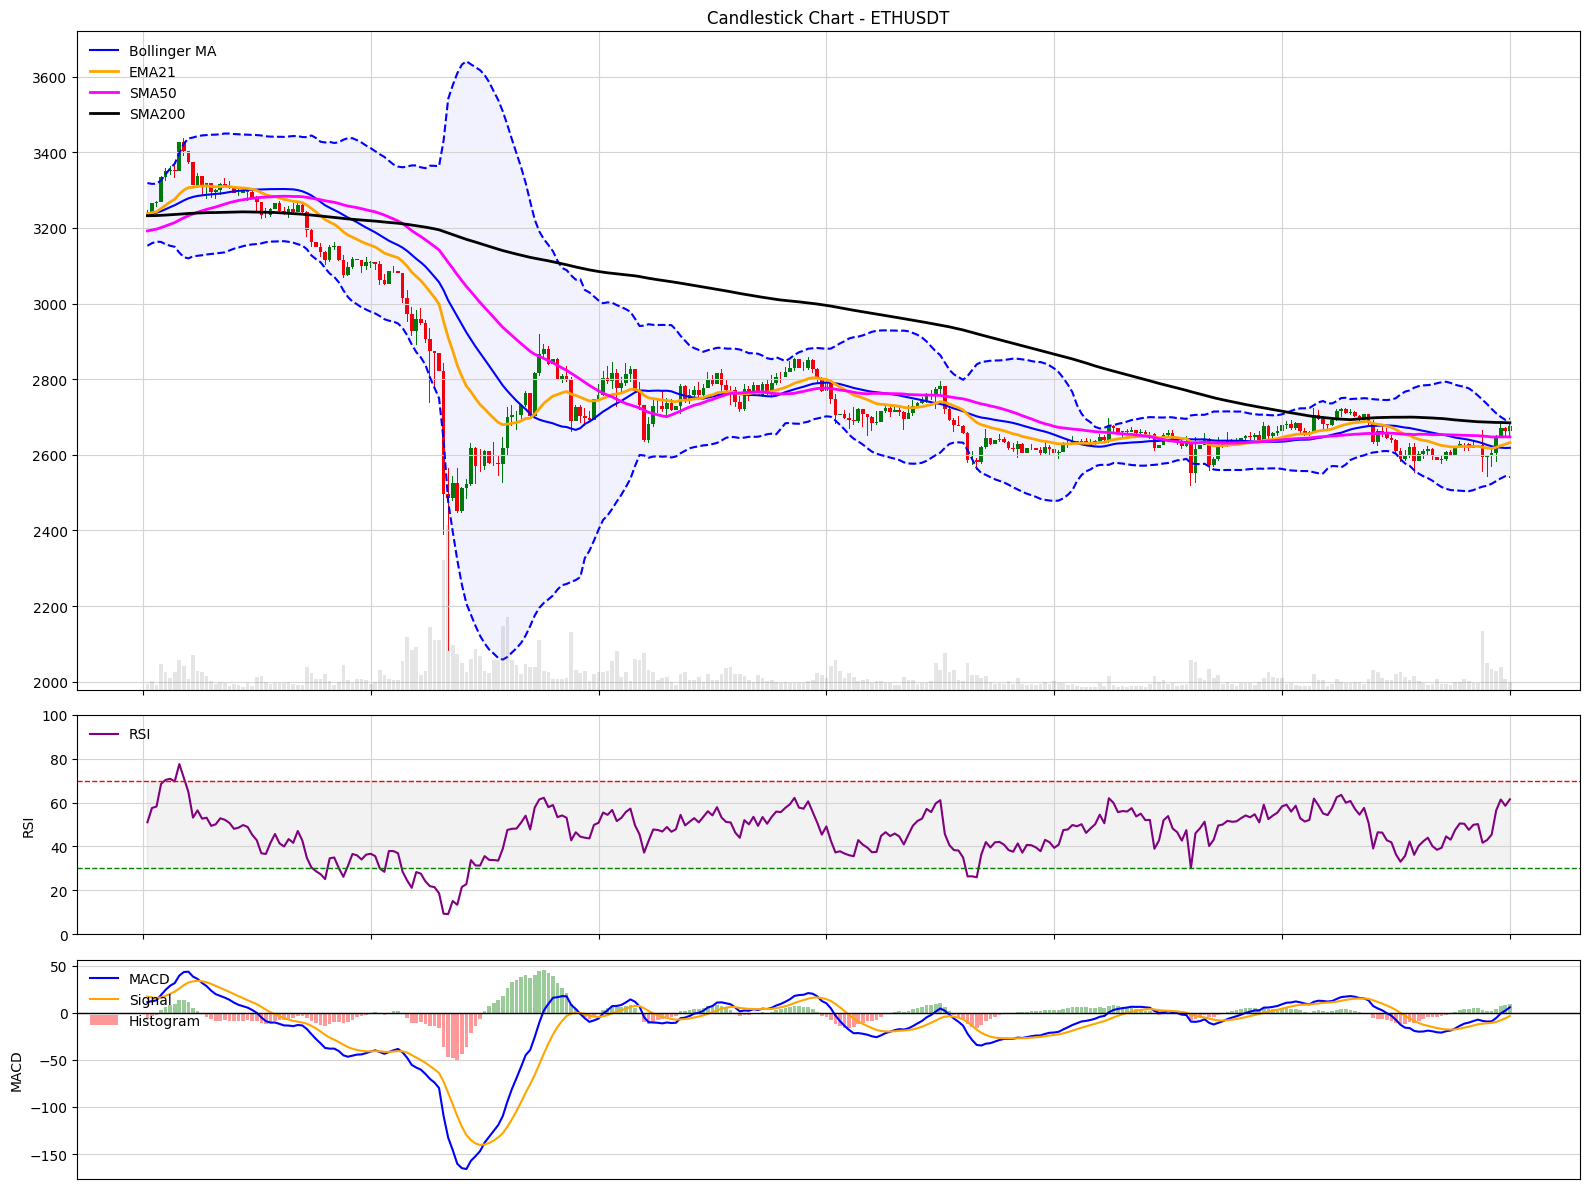 Candlestick Chart - ETHUSDT
Bollinger MA
EMA21
SMA50
SMA200
3600
3400
3200
3000
2800
2600
2400
2200
2000
RSI
100
80
60
40
20
0
RSI
MACD
Signal
Histogram
50
0
−50
−100
−150
MACD